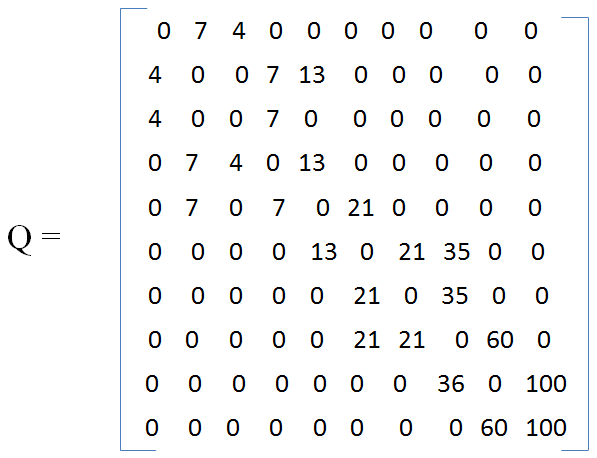 0 7 4 0 0 0 0 0 0 0
4 0 0 7 13 0 0 0 0 0
4 0 0 7 0 0 0 0 0 0
0 7 4 0 13 0 0 0 0 0
0 7 0 7 0 21 0 0 0 0
Q =
0 0 0 0 13 0 21 35 0 0
0 0 0 0 0 21 0 35 0 0
0 0 0 0 0 21 21 0 60 0
0 0 0 0 0 0 0 36 0 100
0 0 0 0 0 0 0 0 60 100